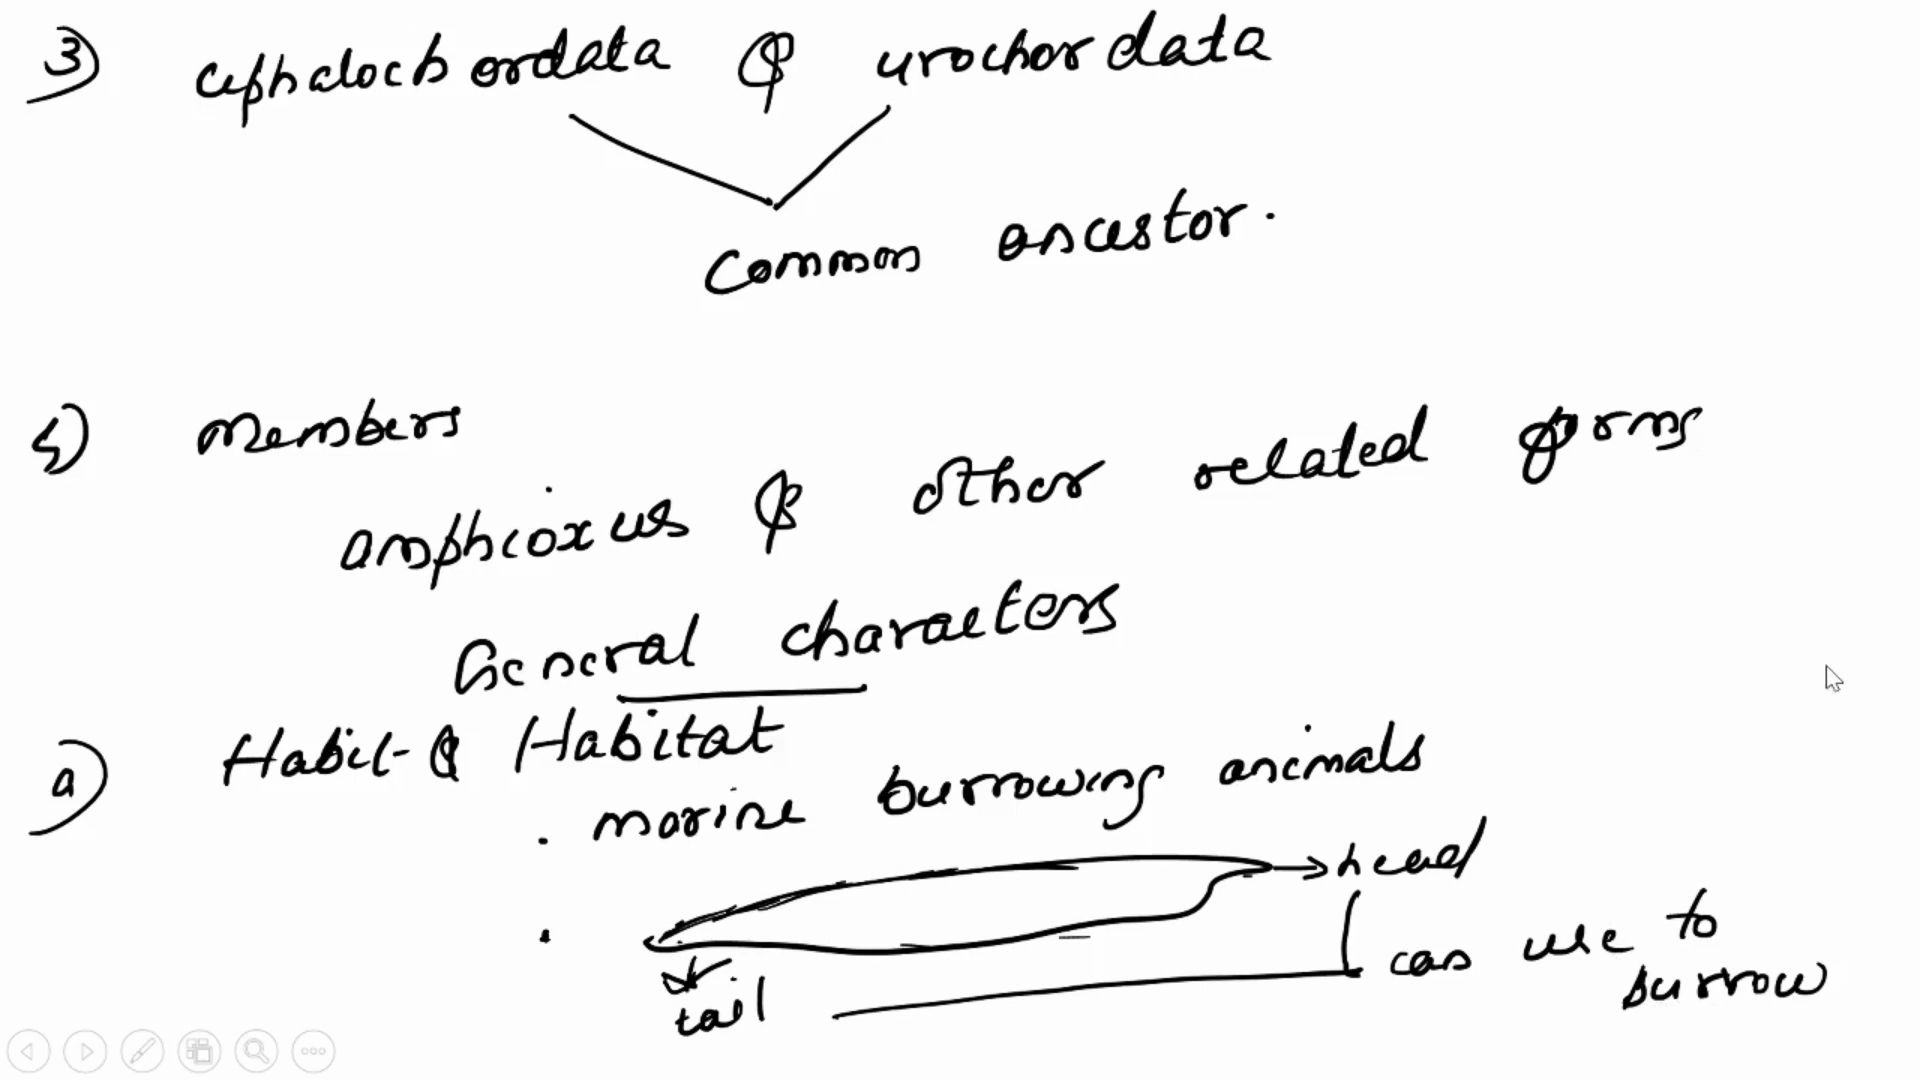 3) cephalochordata & urochordata
common ancestor.
4) members
amphioxus & other related forms
General characters
a) Habit & Habitat
. marine burrowing animals
. → head
tail can use to
burrow